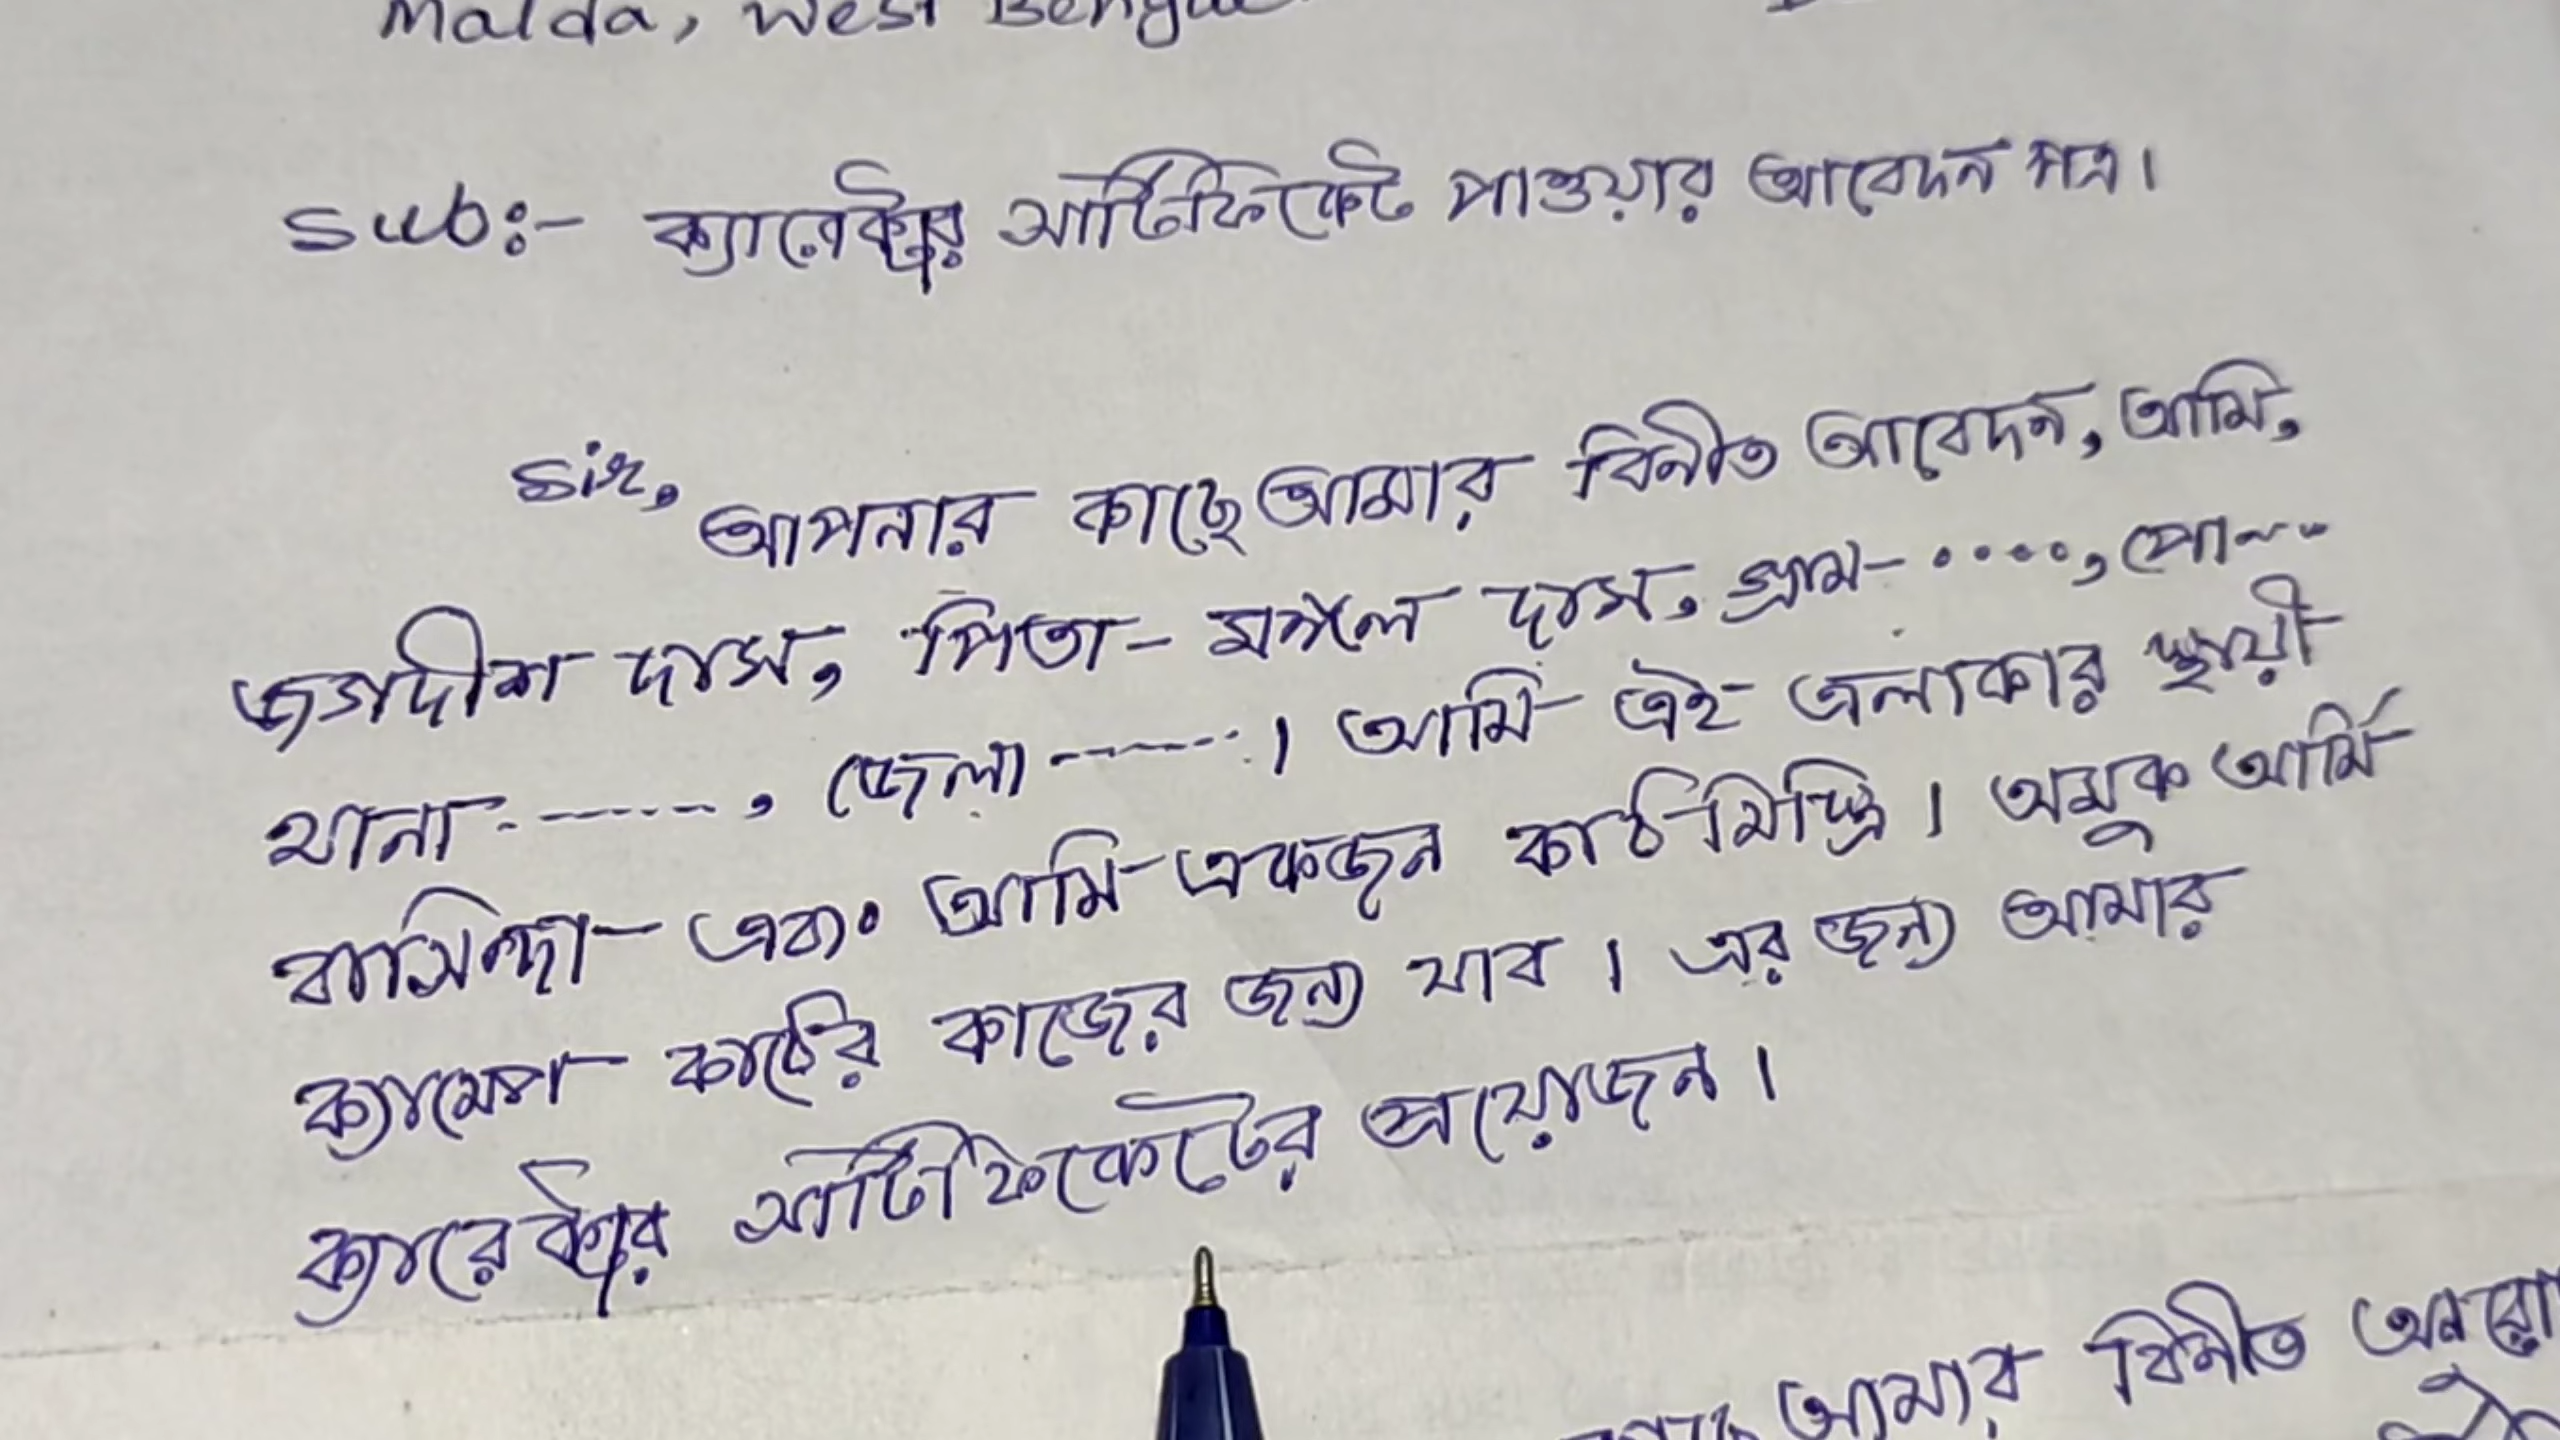 Malda, West Bengal
Sub:- ক্যারেক্টার সার্টিফিকেট পাওয়ার আবেদন পত্র।
Sir,
আপনার কাছে আমার বিনীত আবেদন, আমি,
জগদীশ দাস, পিতা- মঙ্গল দাস, গ্রাম- ....., পো-...
থানা ------, জেলা ------। আমি এই এলাকার স্থায়ী
বাসিন্দা এবং আমি একজন কাঠমিস্ত্রি। অমুক আর্মি
ক্যাম্পে কাঠের কাজের জন্য যাব। এর জন্য আমার
ক্যারেক্টার সার্টিফিকেটের প্রয়োজন।
আমার বিনীত